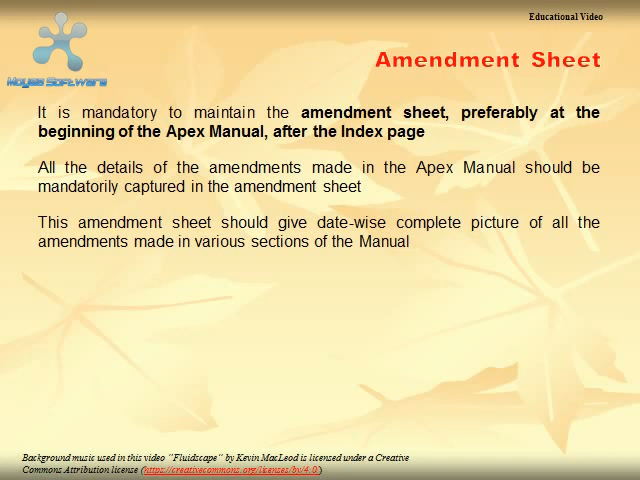 Educational Video
Moyea Software
Amendment Sheet
It is mandatory to maintain the amendment sheet, preferably at the
beginning of the Apex Manual, after the Index page
All the details of the amendments made in the Apex Manual should be
mandatorily captured in the amendment sheet
This amendment sheet should give date-wise complete picture of all the
amendments made in various sections of the Manual
Background music used in this video "Fluidscape" by Kevin MacLeod is licensed under a Creative
Commons Attribution license (https://creativecommons.org/licenses/by/4.0/)